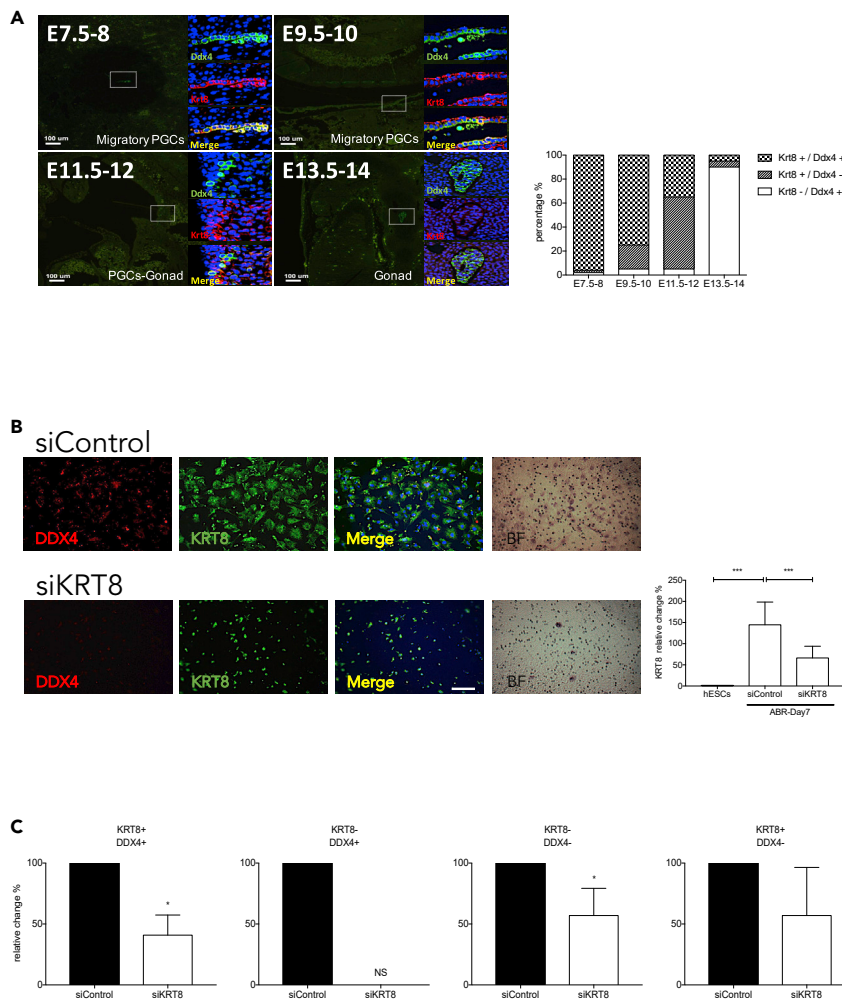 A
E7.5-8
Ddx4
Krt8
Merge
100 um
Migratory PGCs
E9.5-10
Ddx4
Krt8
Merge
100 um
Migratory PGCs
E11.5-12
Ddx4
Krt8
Merge
100 um
PGCs-Gonad
E13.5-14
Ddx4
Krt8
Merge
100 um
Gonad
percentage %
100
80
60
40
20
0
E7.5-8 E9.5-10 E11.5-12 E13.5-14
Krt8 + / Ddx4 +
Krt8 + / Ddx4 -
Krt8 - / Ddx4 +
B
siControl
DDX4
KRT8
Merge
BF
siKRT8
DDX4
KRT8
Merge
BF
KRT8 relative change %
250
200
150
100
50
0
*** ***
hESCs siControl siKRT8
ABR-Day7
C
relative change %
KRT8+
DDX4+
100
50
0
*
siControl siKRT8
KRT8-
DDX4+
100
50
0
NS
siControl siKRT8
KRT8-
DDX4-
100
50
0
*
siControl siKRT8
KRT8+
DDX4-
100
50
0
siControl siKRT8